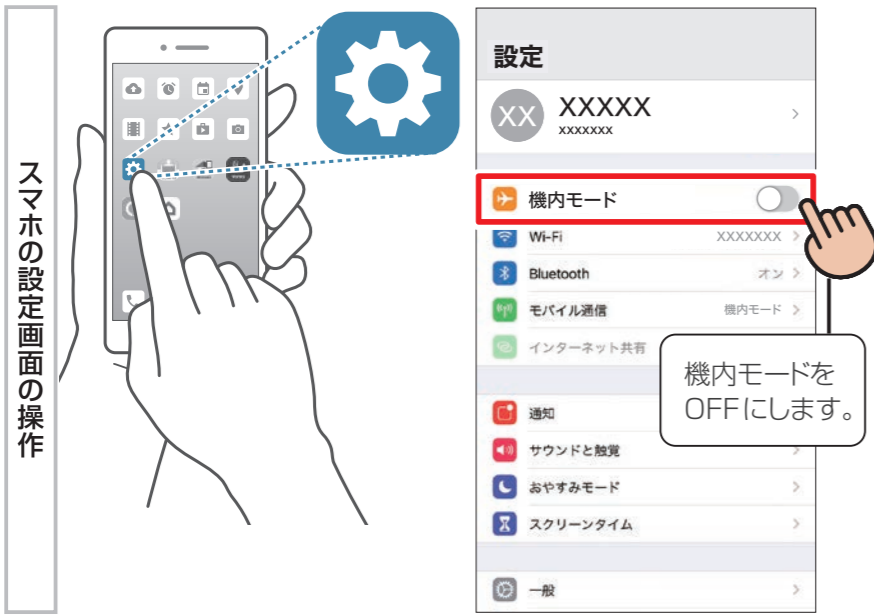 スマホの設定画面の操作
設定
XX
XXXXX
xxxxxxx
機内モード
Wi-Fi XXXXXXX
Bluetooth オン
モバイル通信 機内モード
インターネット共有
機内モードを
OFFにします。
通知
サウンドと触覚
おやすみモード
スクリーンタイム
一般